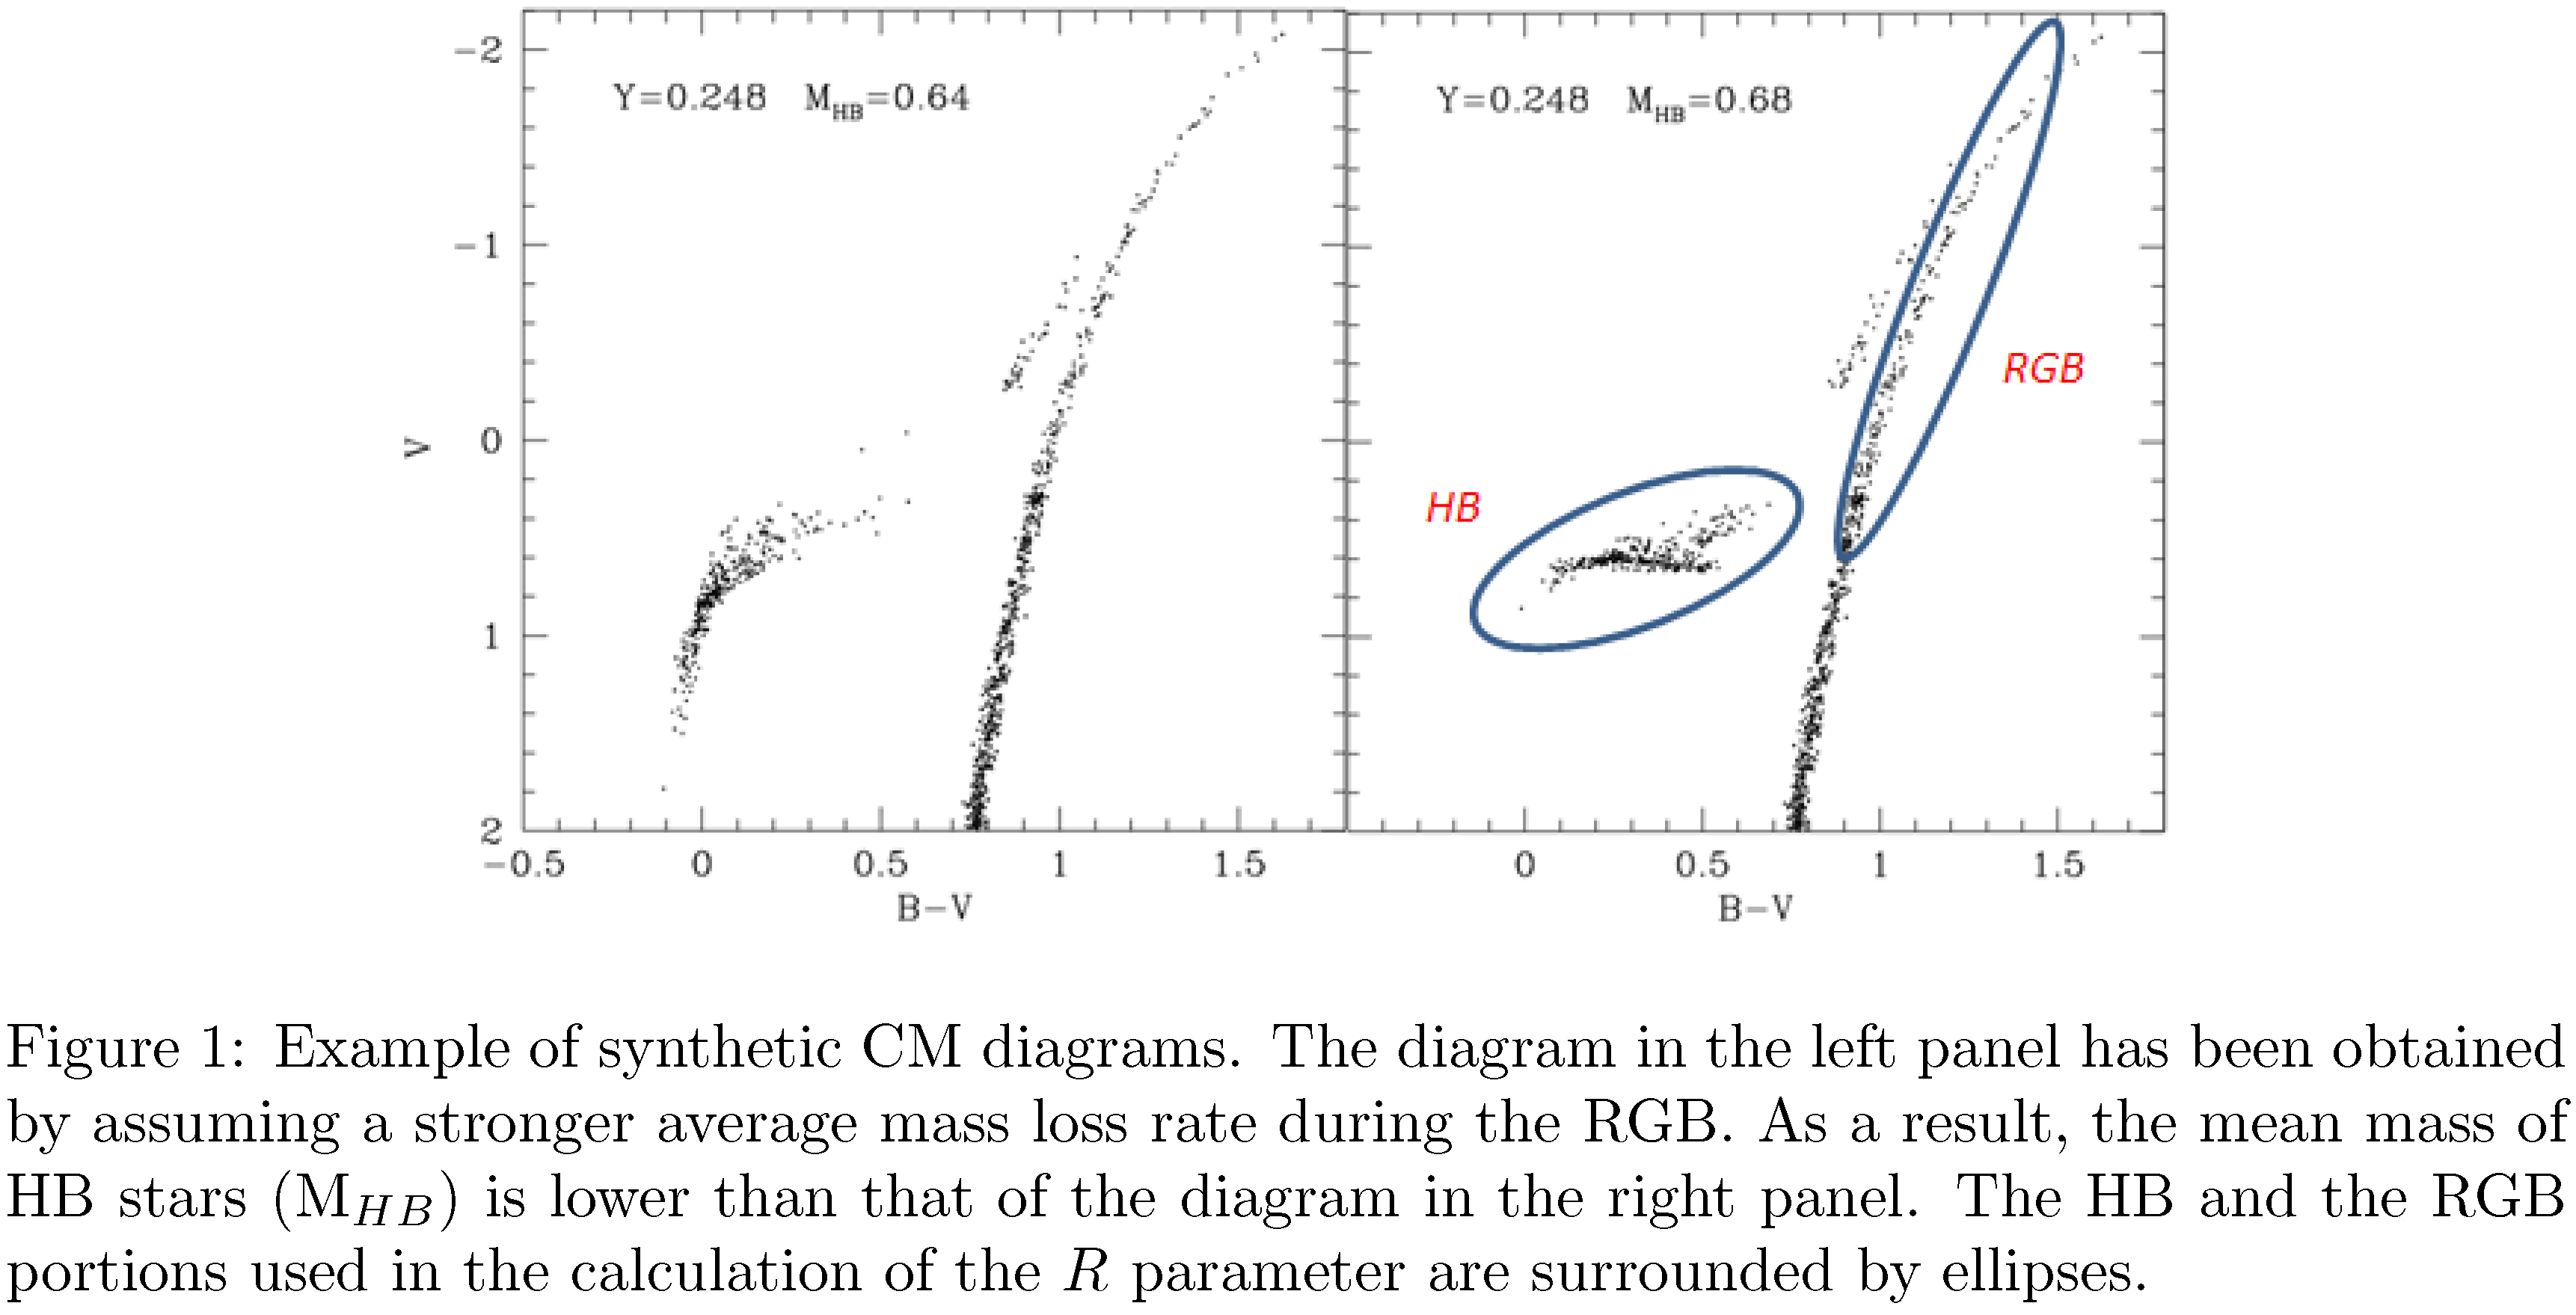 Y=0.248 M_HB=0.64
Y=0.248 M_HB=0.68
HB
RGB
V
−2
−1
0
1
2
−0.5 0 0.5 1 1.5
0 0.5 1 1.5
B−V
B−V
Figure 1: Example of synthetic CM diagrams. The diagram in the left panel has been obtained
by assuming a stronger average mass loss rate during the RGB. As a result, the mean mass of
HB stars (M_HB) is lower than that of the diagram in the right panel. The HB and the RGB
portions used in the calculation of the R parameter are surrounded by ellipses.